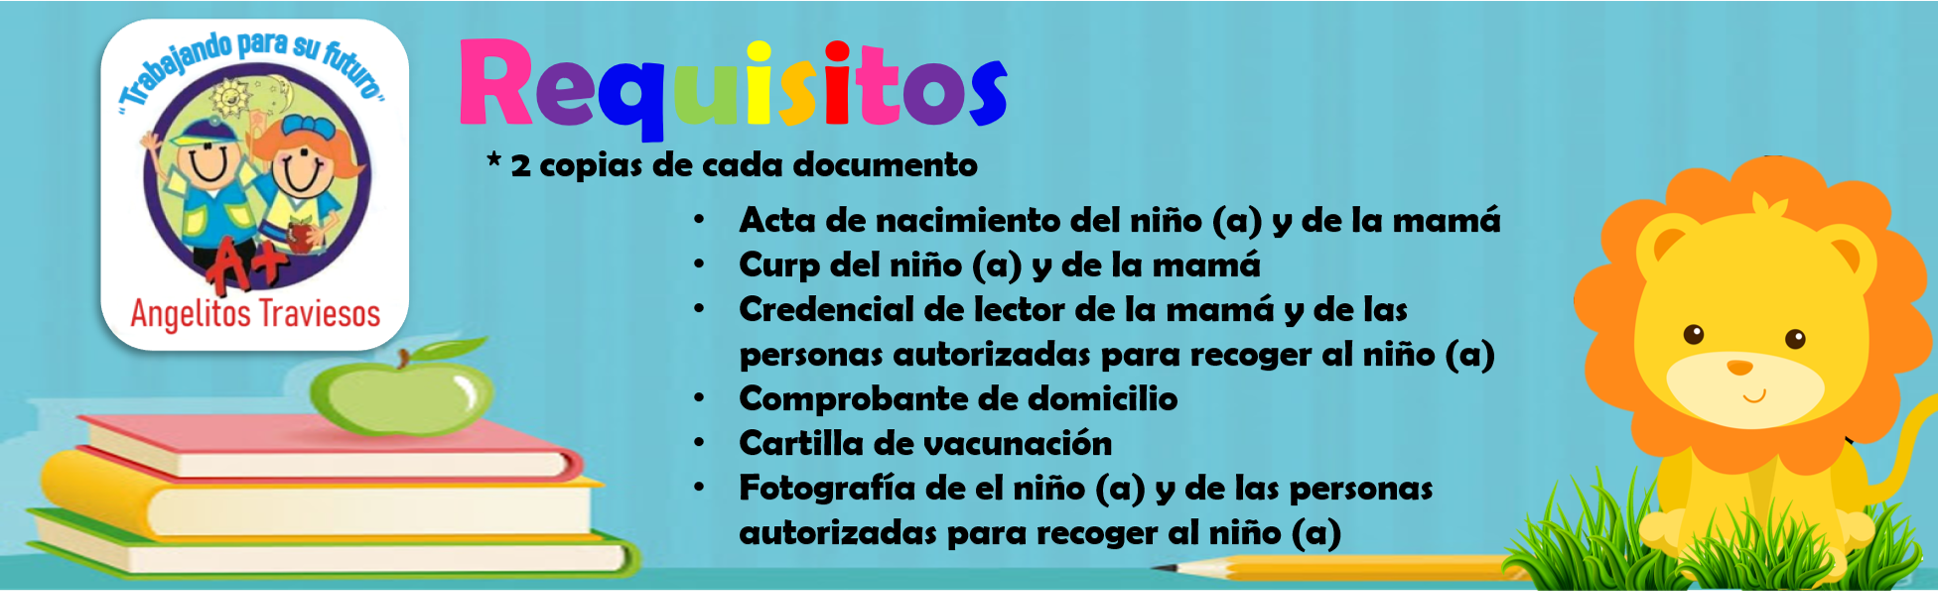 "Trabajando para su futuro"
A+
Angelitos Traviesos
Requisitos
* 2 copias de cada documento
• Acta de nacimiento del niño (a) y de la mamá
• Curp del niño (a) y de la mamá
• Credencial de lector de la mamá y de las
personas autorizadas para recoger al niño (a)
• Comprobante de domicilio
• Cartilla de vacunación
• Fotografía de el niño (a) y de las personas
autorizadas para recoger al niño (a)